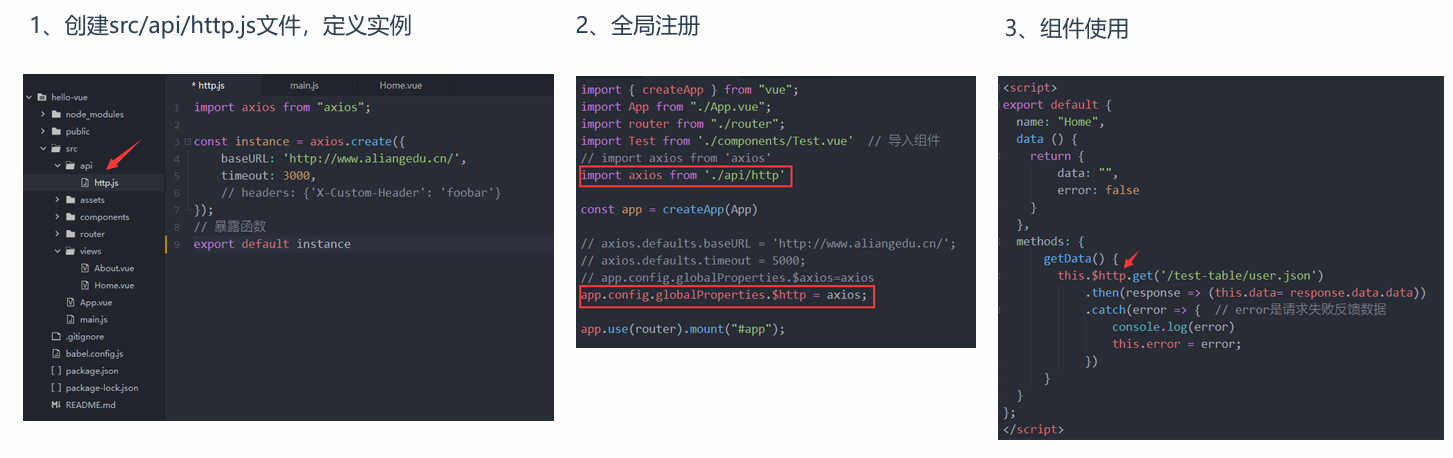 1、创建src/api/http.js文件，定义实例
hello-vue
node_modules
public
src
api
http.js
assets
components
router
views
About.vue
Home.vue
App.vue
main.js
.gitignore
babel.config.js
package.json
package-lock.json
README.md
* http.js main.js Home.vue
1 import axios from "axios";
2
3 const instance = axios.create({
4 baseURL: 'http://www.aliangedu.cn/',
5 timeout: 3000,
6 // headers: {'X-Custom-Header': 'foobar'}
7 });
8 // 暴露函数
9 export default instance
2、全局注册
import { createApp } from "vue";
import App from "./App.vue";
import router from "./router";
import Test from './components/Test.vue' // 导入组件
// import axios from 'axios'
import axios from './api/http'
const app = createApp(App)
// axios.defaults.baseURL = 'http://www.aliangedu.cn/';
// axios.defaults.timeout = 5000;
// app.config.globalProperties.$axios=axios
app.config.globalProperties.$http = axios;
app.use(router).mount("#app");
3、组件使用
<script>
export default {
name: "Home",
data () {
return {
data: "",
error: false
}
},
methods: {
getData() {
this.$http.get('/test-table/user.json')
.then(response => (this.data= response.data.data))
.catch(error => { // error是请求失败反馈数据
console.log(error)
this.error = error;
})
}
}
};
</script>